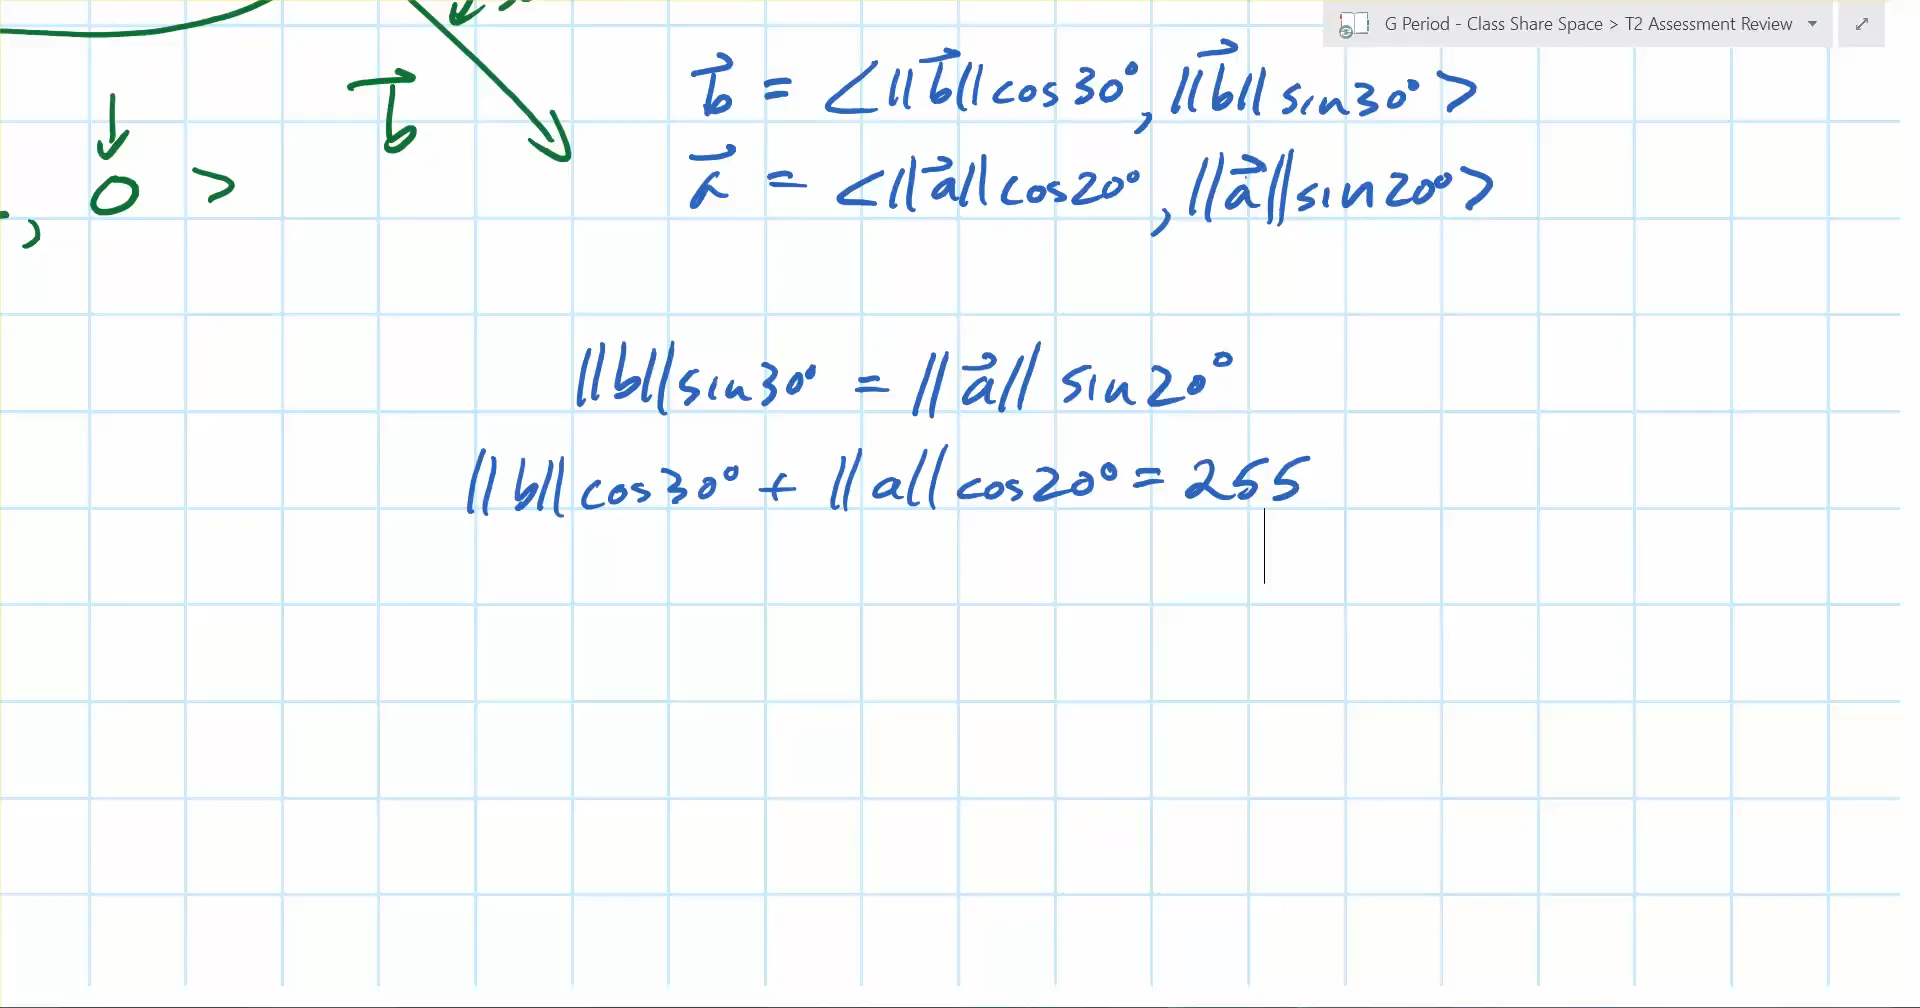 G Period - Class Share Space > T2 Assessment Review
b⃗ = <||b⃗|| cos 30°, ||b⃗|| sin 30° >
a⃗ = <||a⃗|| cos 20°, ||a⃗|| sin 20° >
b⃗
, 0 >
||b|| sin 30° = ||a⃗|| sin 20°
||b|| cos 30° + ||a|| cos 20° = 255